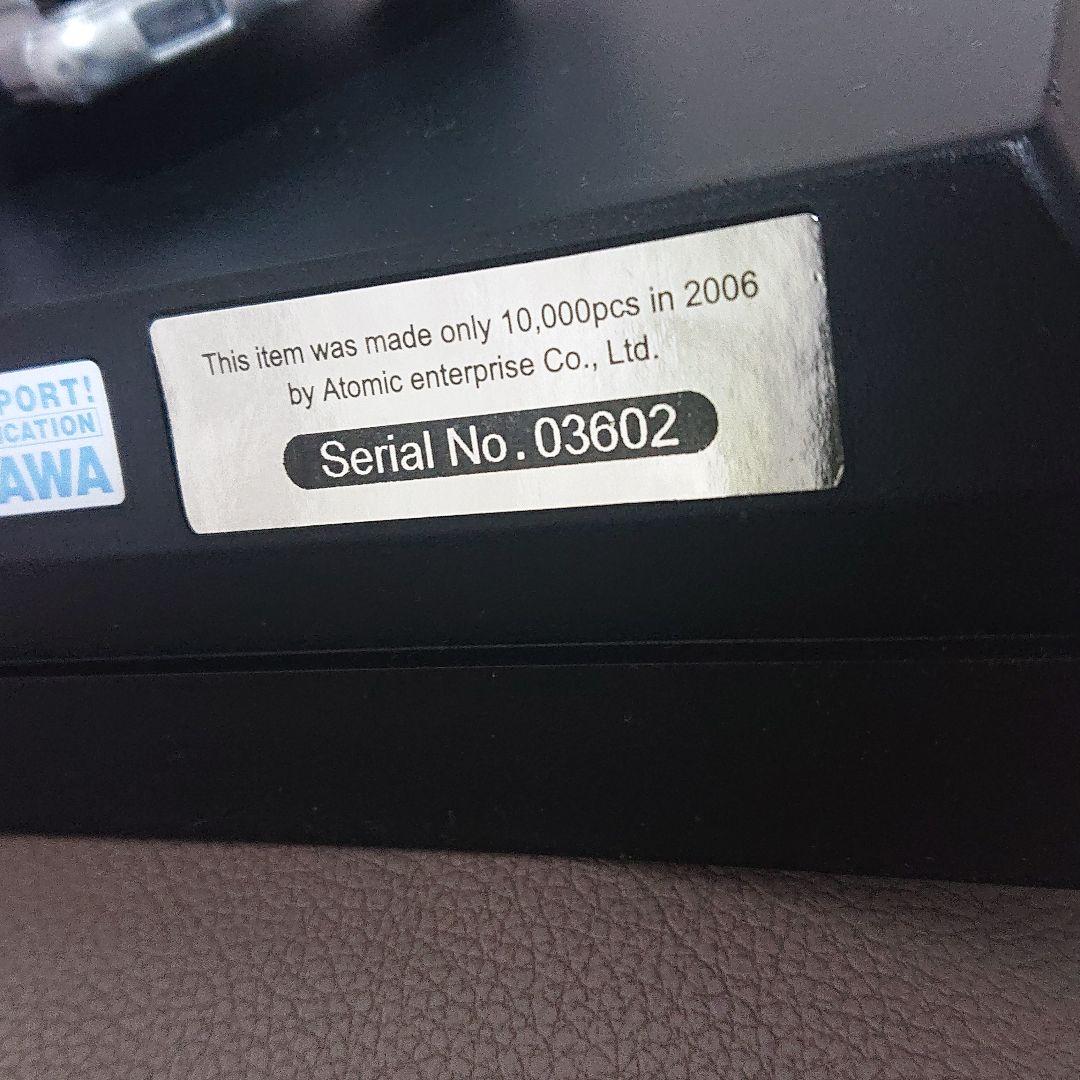 This item was made only 10,000pcs in 2006
by Atomic enterprise Co., Ltd.
Serial No. 03602
PORT!
ICATION
AWA